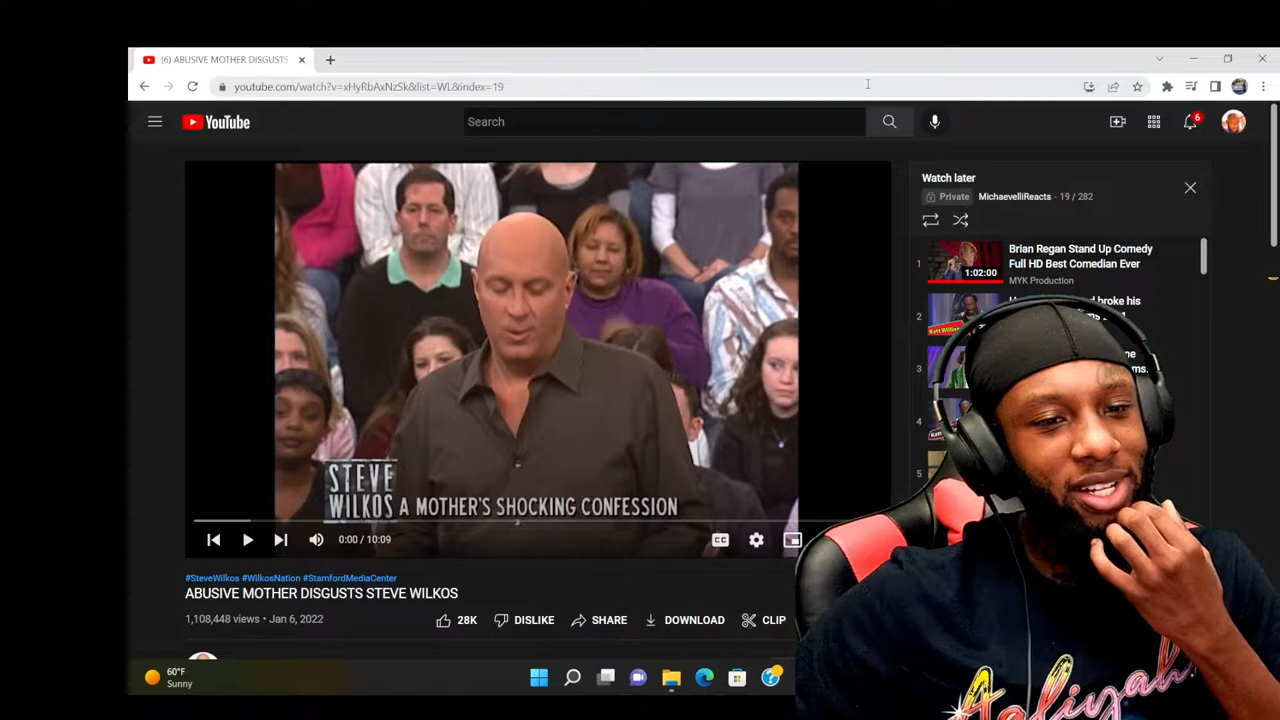 (6) ABUSIVE MOTHER DISGUSTS
youtube.com/watch?v=xHyRbAxNzSk&list=WL&index=19
YouTube
Search
6
STEVE
WILKOS A MOTHER'S SHOCKING CONFESSION
0:00 / 10:09
CC
#SteveWilkos #WilkosNation #StamfordMediaCenter
ABUSIVE MOTHER DISGUSTS STEVE WILKOS
1,108,448 views • Jan 6, 2022
28K
DISLIKE
SHARE
DOWNLOAD
CLIP
Watch later
Private
MichaevelliReacts - 19 / 282
1
1:02:00
Brian Regan Stand Up Comedy
Full HD Best Comedian Ever
MYK Production
2
broke his
3
4
5
60°F
Sunny
Aaliyah